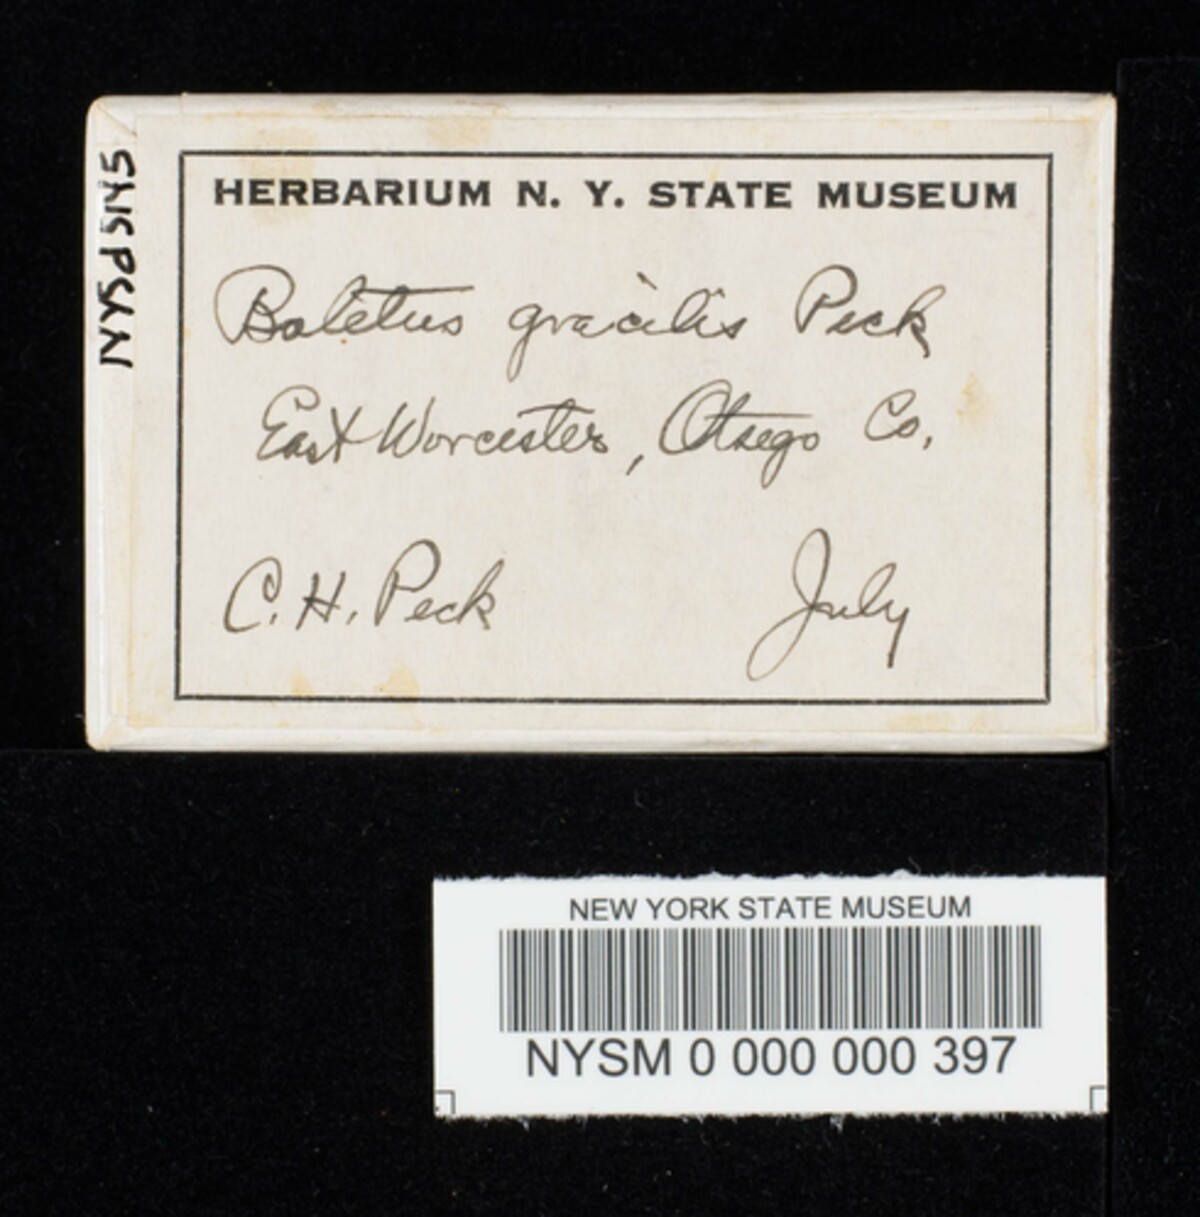 HERBARIUM N. Y. STATE MUSEUM
Boletus gracilis Peck
East Worcester, Otsego Co.
C. H. Peck July
NYSd5145
NEW YORK STATE MUSEUM
NYSM 0 000 000 397